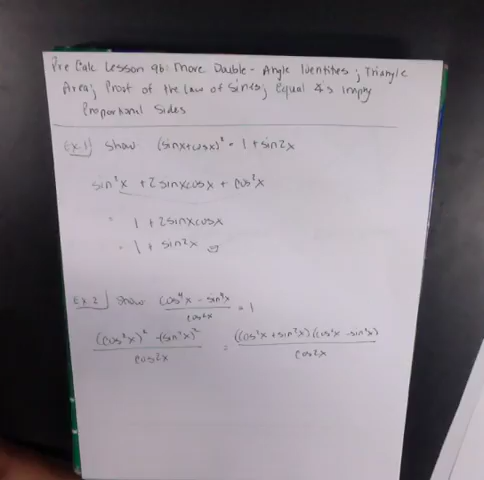 Pre Calc Lesson 96: More Double-Angle Identities; Triangle
Area; Proof of the Law of Sines; Equal ∠s Imply
Proportional Sides
Ex. 1) Show (sinx+cosx)² = 1 + sin2x
sin²x + 2sinxcosx + cos²x
= 1 + 2sinxcosx
= 1 + sin2x
Ex. 2) Show (cos⁴x - sin⁴x)/cos2x = 1
((cos²x)² - (sin²x)²)/cos2x = ((cos²x + sin²x)(cos²x - sin²x))/cos2x